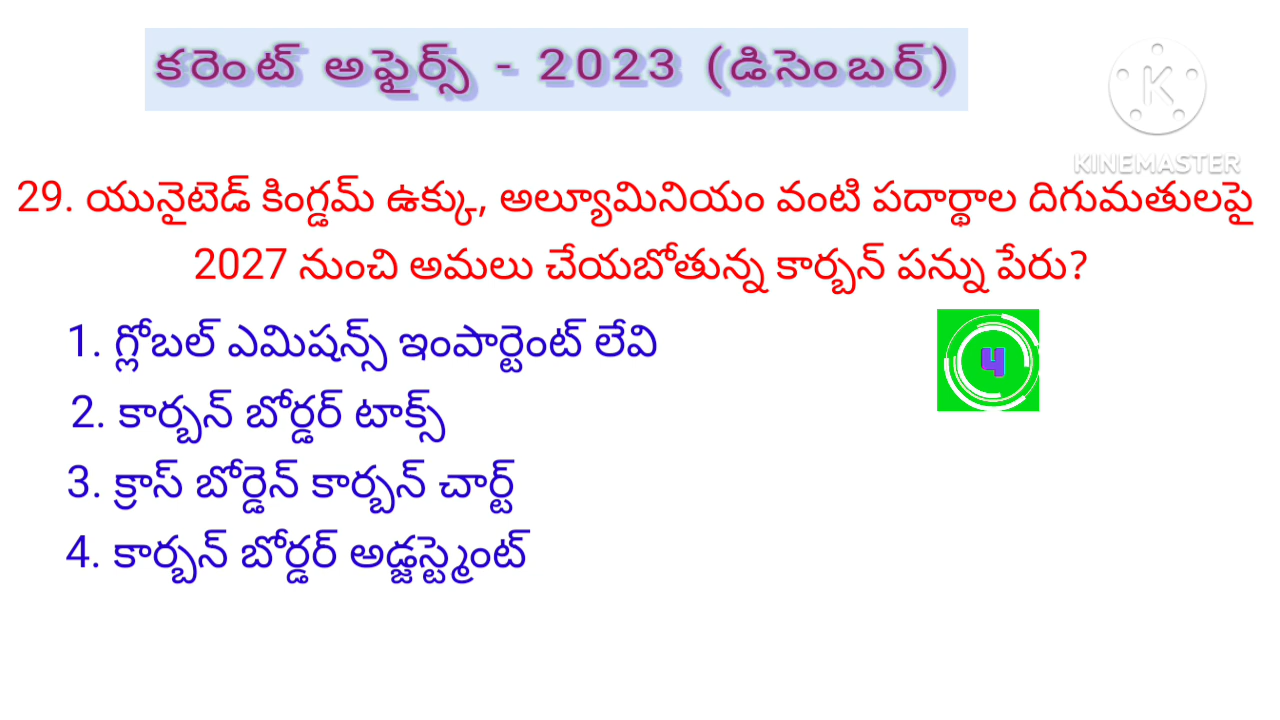 కరెంట్ అఫైర్స్ - 2023 (డిసెంబర్)
KINEMASTER
29. యునైటెడ్ కింగ్డమ్ ఉక్కు, అల్యూమినియం వంటి పదార్థాల దిగుమతులపై
2027 నుంచి అమలు చేయబోతున్న కార్బన్ పన్ను పేరు?
1. గ్లోబల్ ఎమిషన్స్ ఇంపార్టెంట్ లేవి
4
2. కార్బన్ బోర్డర్ టాక్స్
3. క్రాస్ బోర్డెన్ కార్బన్ చార్ట్
4. కార్బన్ బోర్డర్ అడ్జస్ట్మెంట్